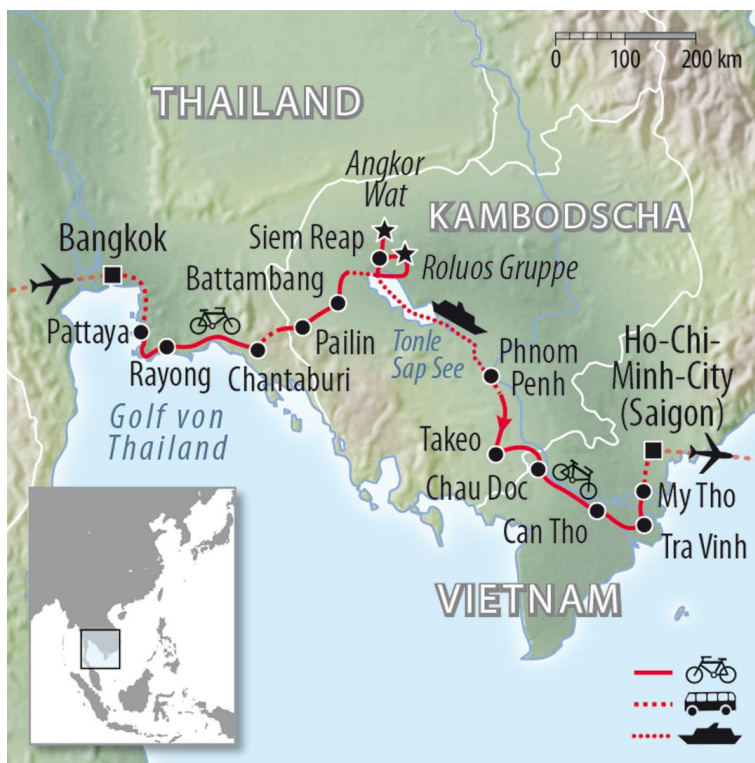 0 100 200 km
THAILAND
Angkor
Wat
KAMBODSCHA
Siem Reap
Bangkok
Roluos Gruppe
Battambang
Pattaya
Pailin
Tonle
Sap See
Ho-Chi-
Minh-City
(Saigon)
Phnom
Penh
Rayong
Chantaburi
Golf von
Thailand
Takeo
Chau Doc
My Tho
Can Tho
Tra Vinh
VIETNAM